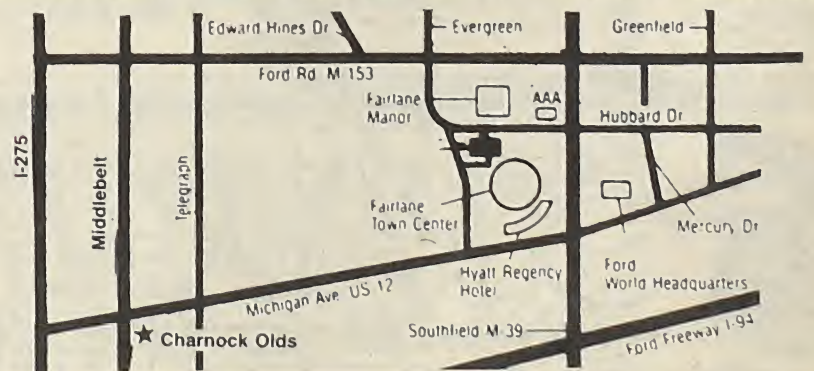 Edward Hines Dr
Evergreen
Greenfield
Ford Rd M 153
Fairlane
Manor
AAA
Hubbard Dr
I-275
Middlebelt
Telegraph
Fairlane
Town Center
Mercury Dr
Hyatt Regency
Hotel
Ford
World Headquarters
Michigan Ave US 12
Charnock Olds
Southfield M-39
Ford Freeway I-94